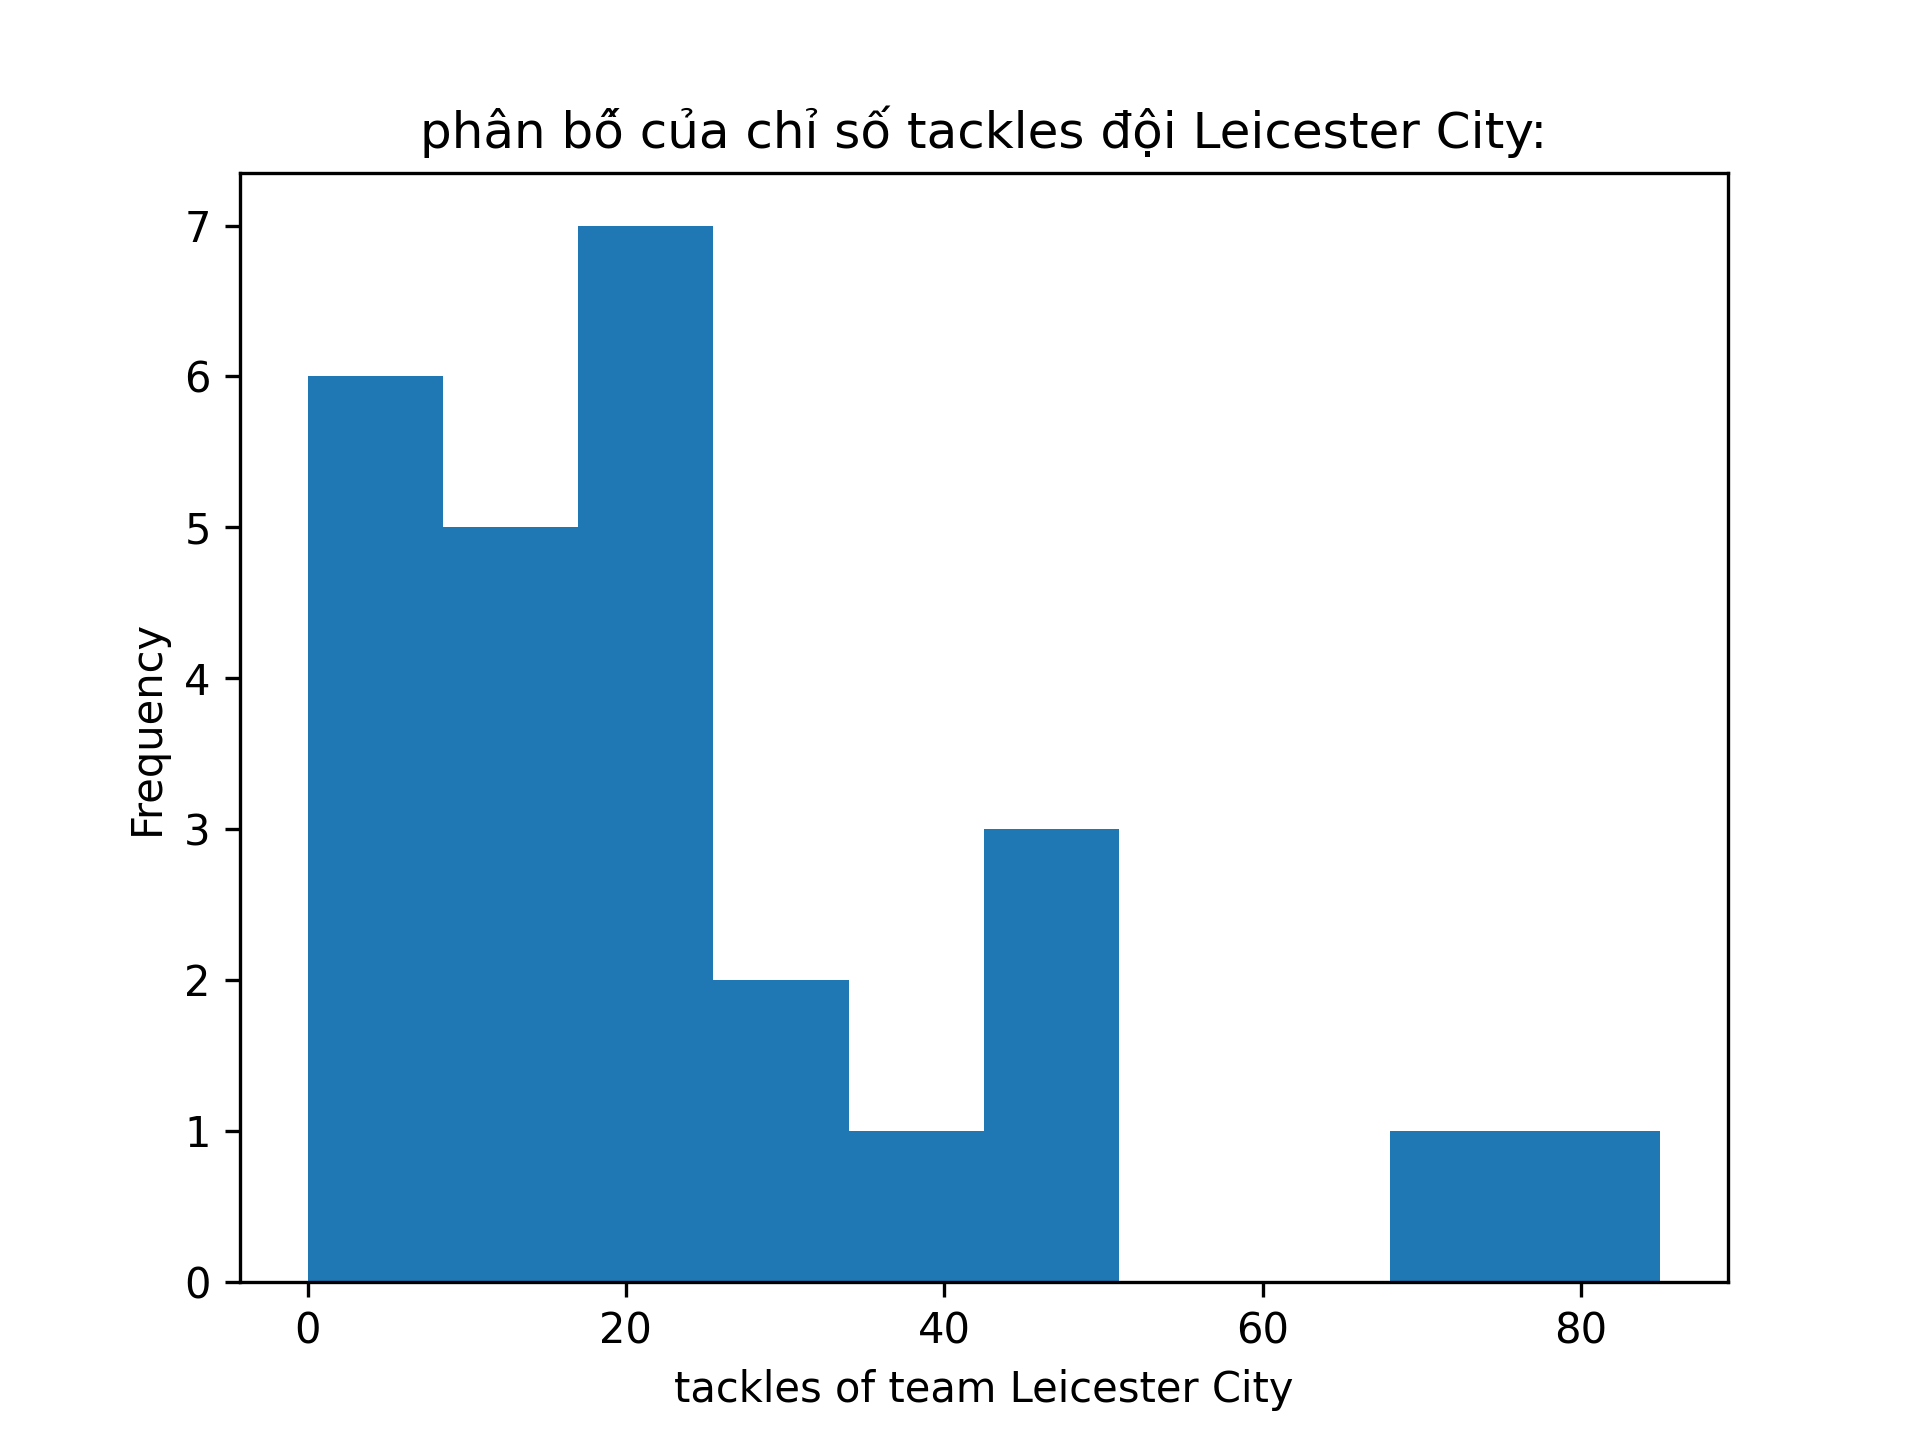 phân bỗ của chỉ số tackles đội Leicester City:
7
6
5
4
3
2
1
0
Frequency
0 20 40 60 80
tackles of team Leicester City